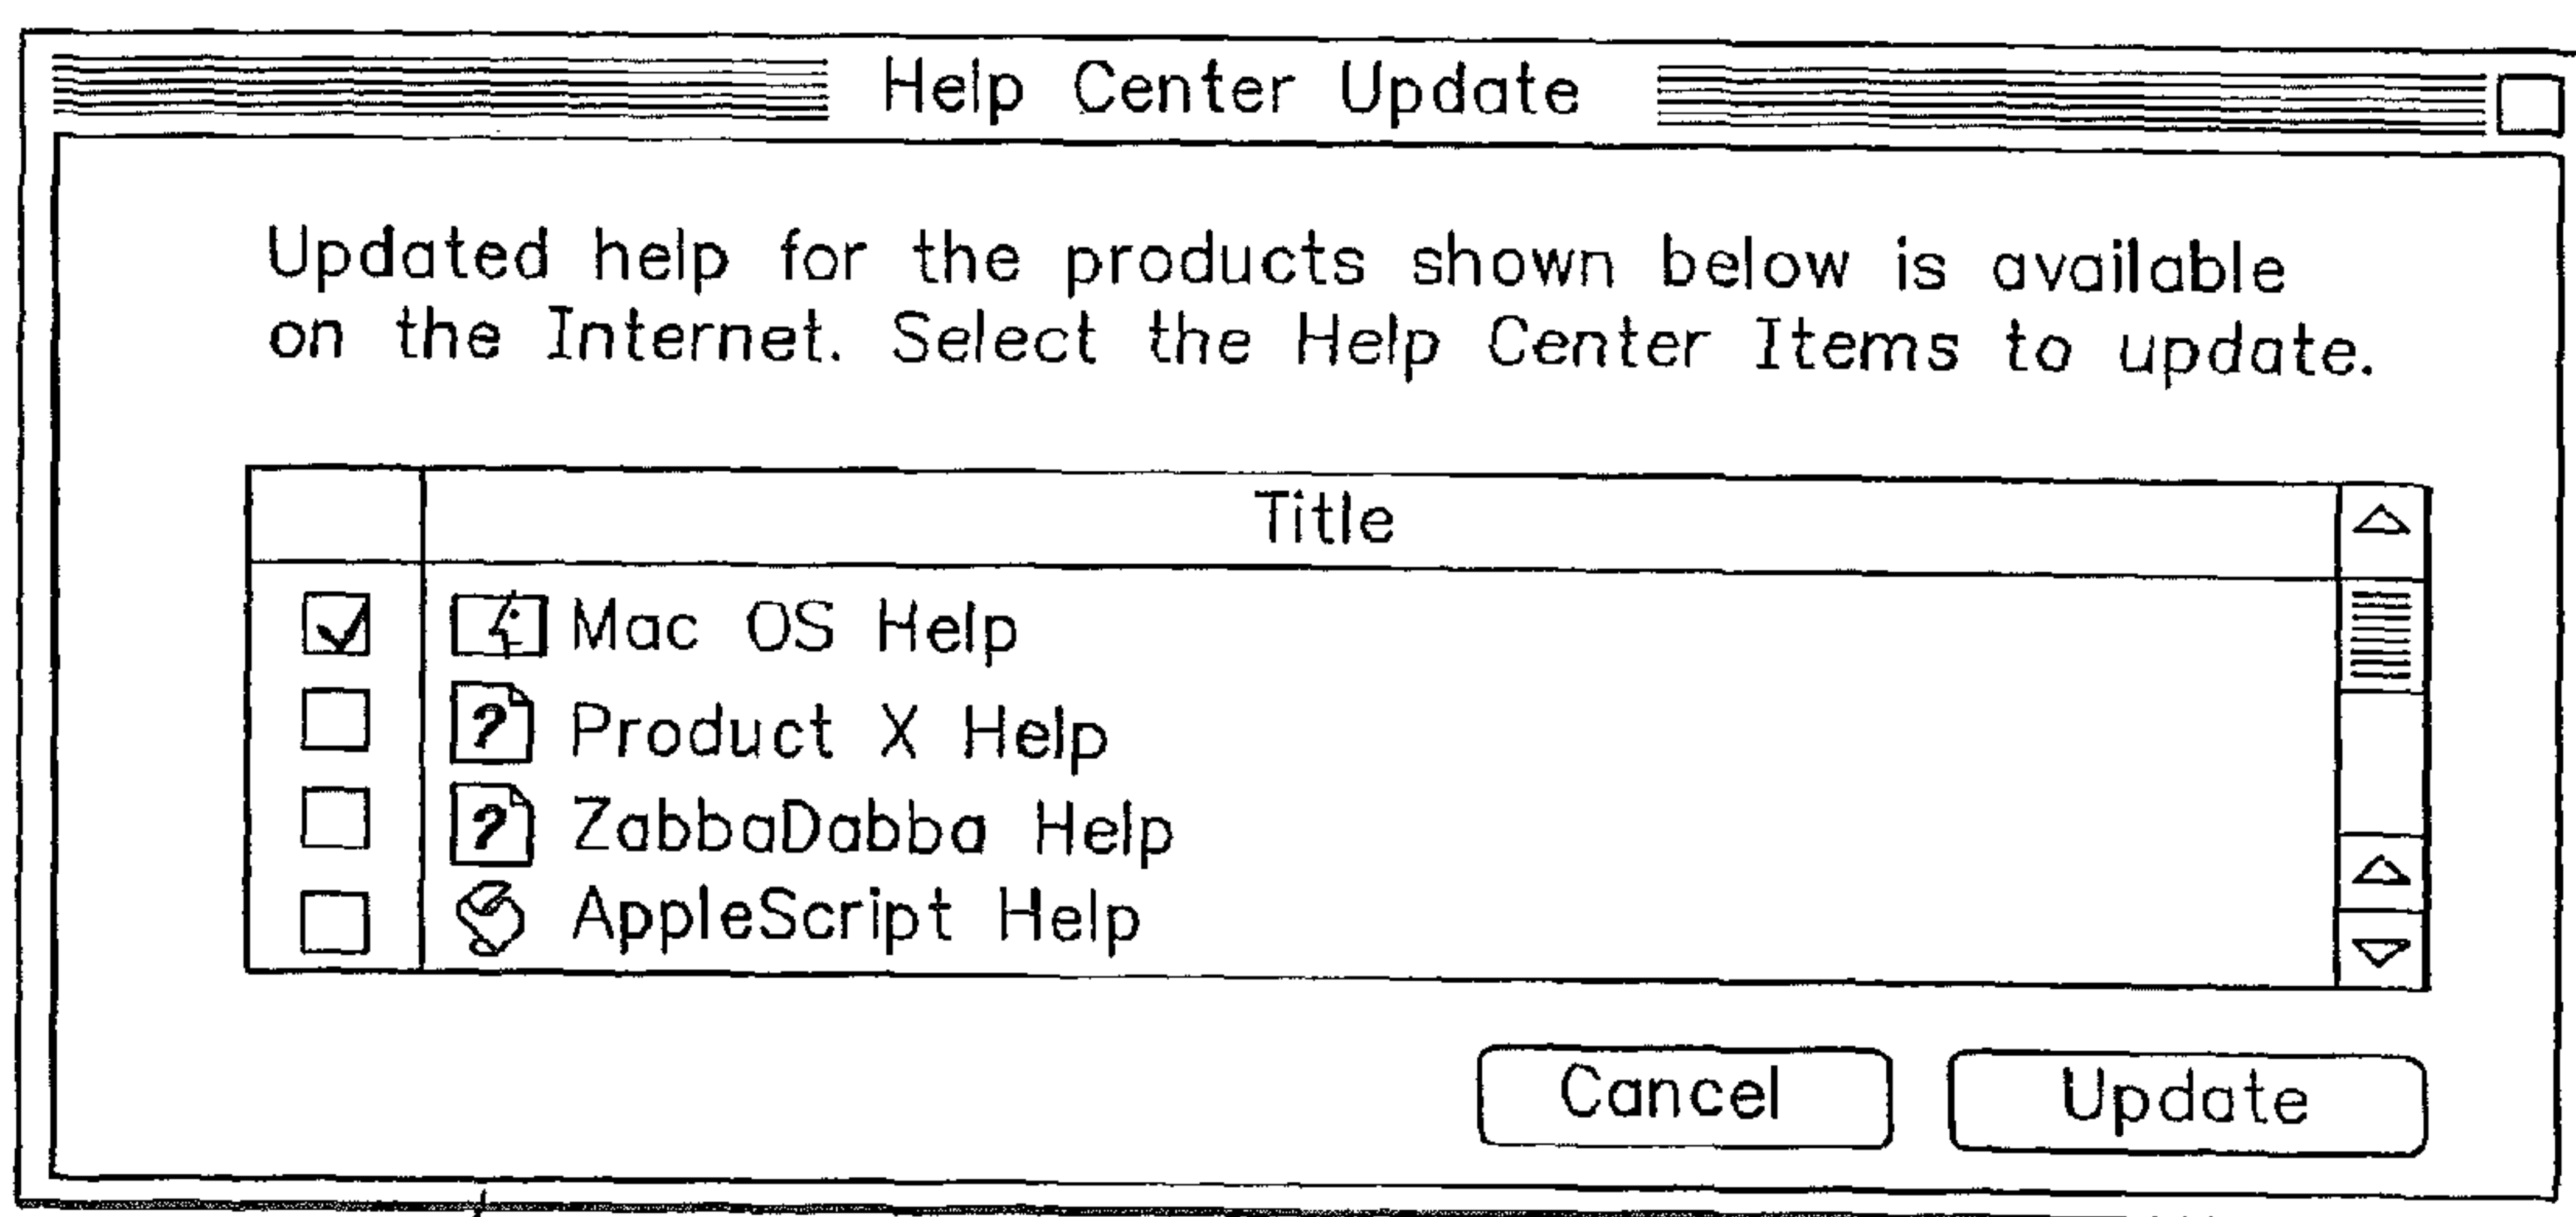 Help Center Update
Updated help for the products shown below is available
on the Internet. Select the Help Center Items to update.
Title
Mac OS Help
? Product X Help
? ZabbaDabba Help
AppleScript Help
Cancel Update